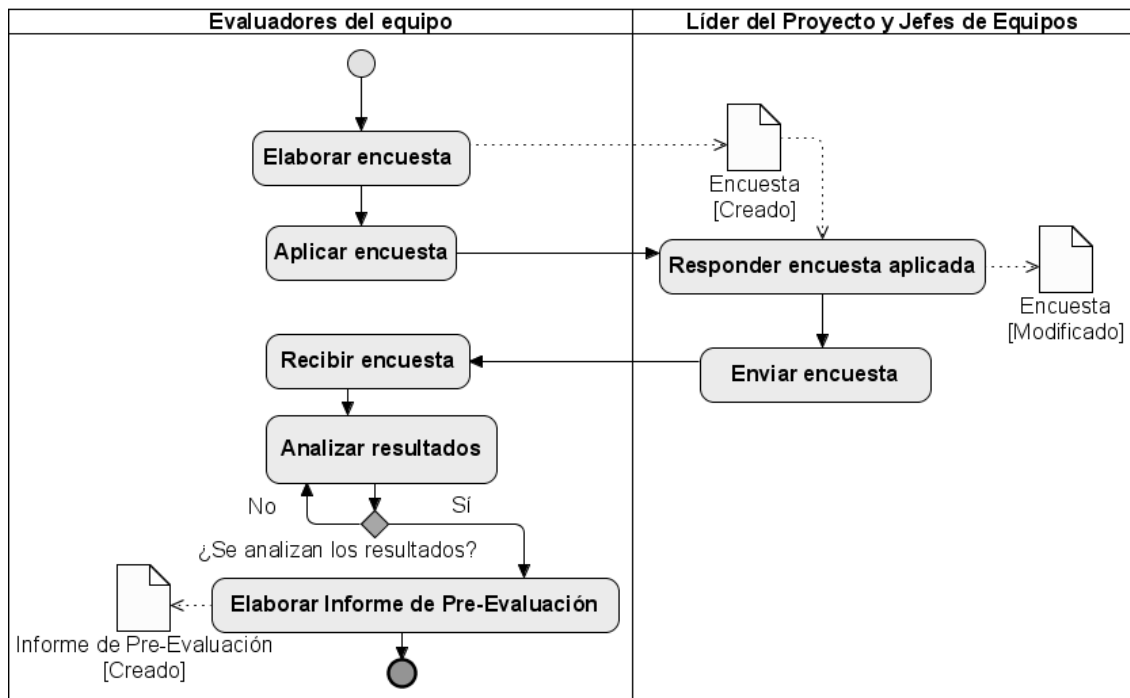 Evaluadores del equipo
Líder del Proyecto y Jefes de Equipos
Elaborar encuesta
Encuesta
[Creado]
Aplicar encuesta
Responder encuesta aplicada
Encuesta
[Modificado]
Recibir encuesta
Enviar encuesta
Analizar resultados
No
Sí
¿Se analizan los resultados?
Elaborar Informe de Pre-Evaluación
Informe de Pre-Evaluación
[Creado]